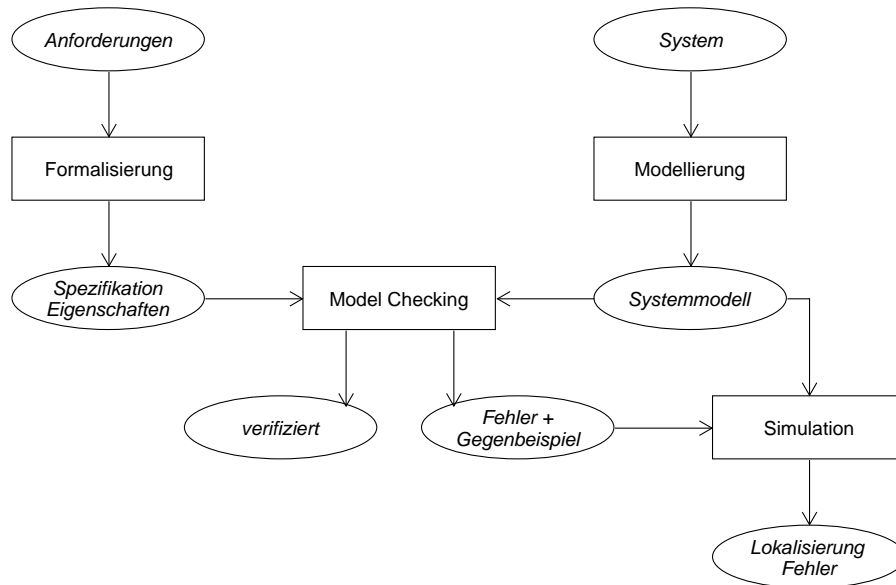 Anforderungen
System
Formalisierung
Modellierung
Spezifikation
Eigenschaften
Model Checking
Systemmodell
verifiziert
Fehler +
Gegenbeispiel
Simulation
Lokalisierung
Fehler